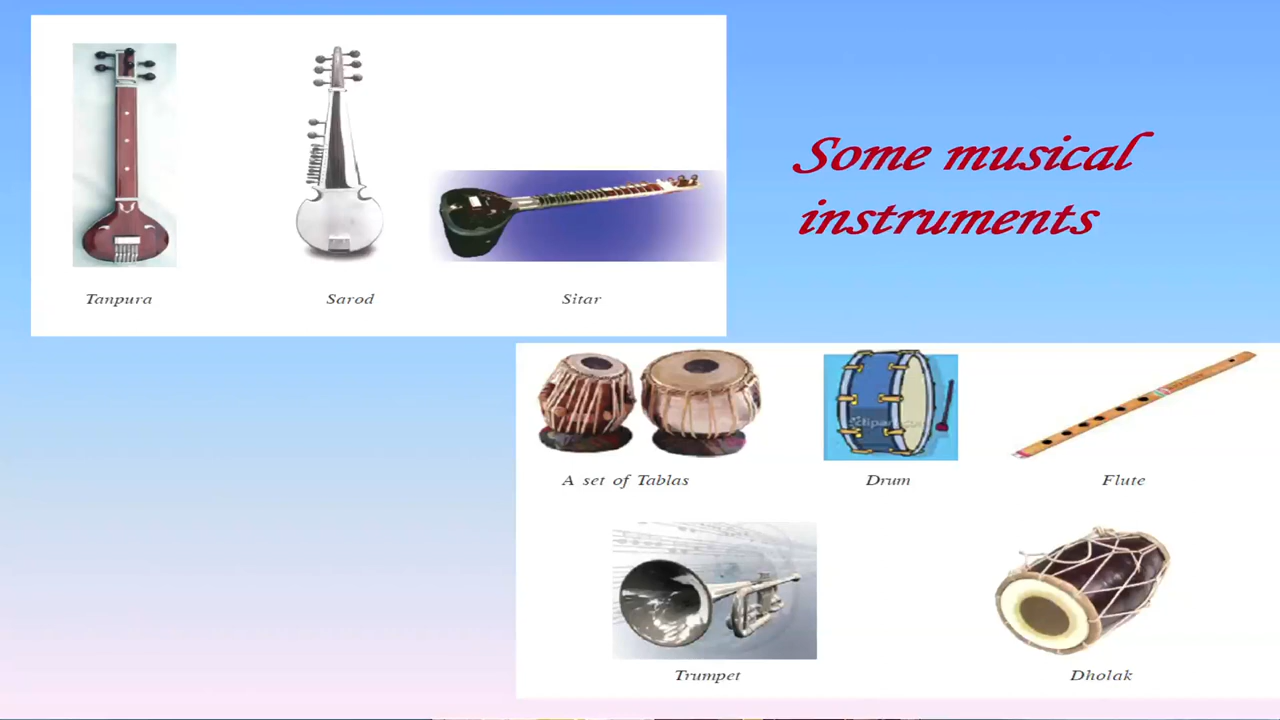 Some musical
instruments
Tanpura
Sarod
Sitar
A set of Tablas
Drum
Flute
Trumpet
Dholak